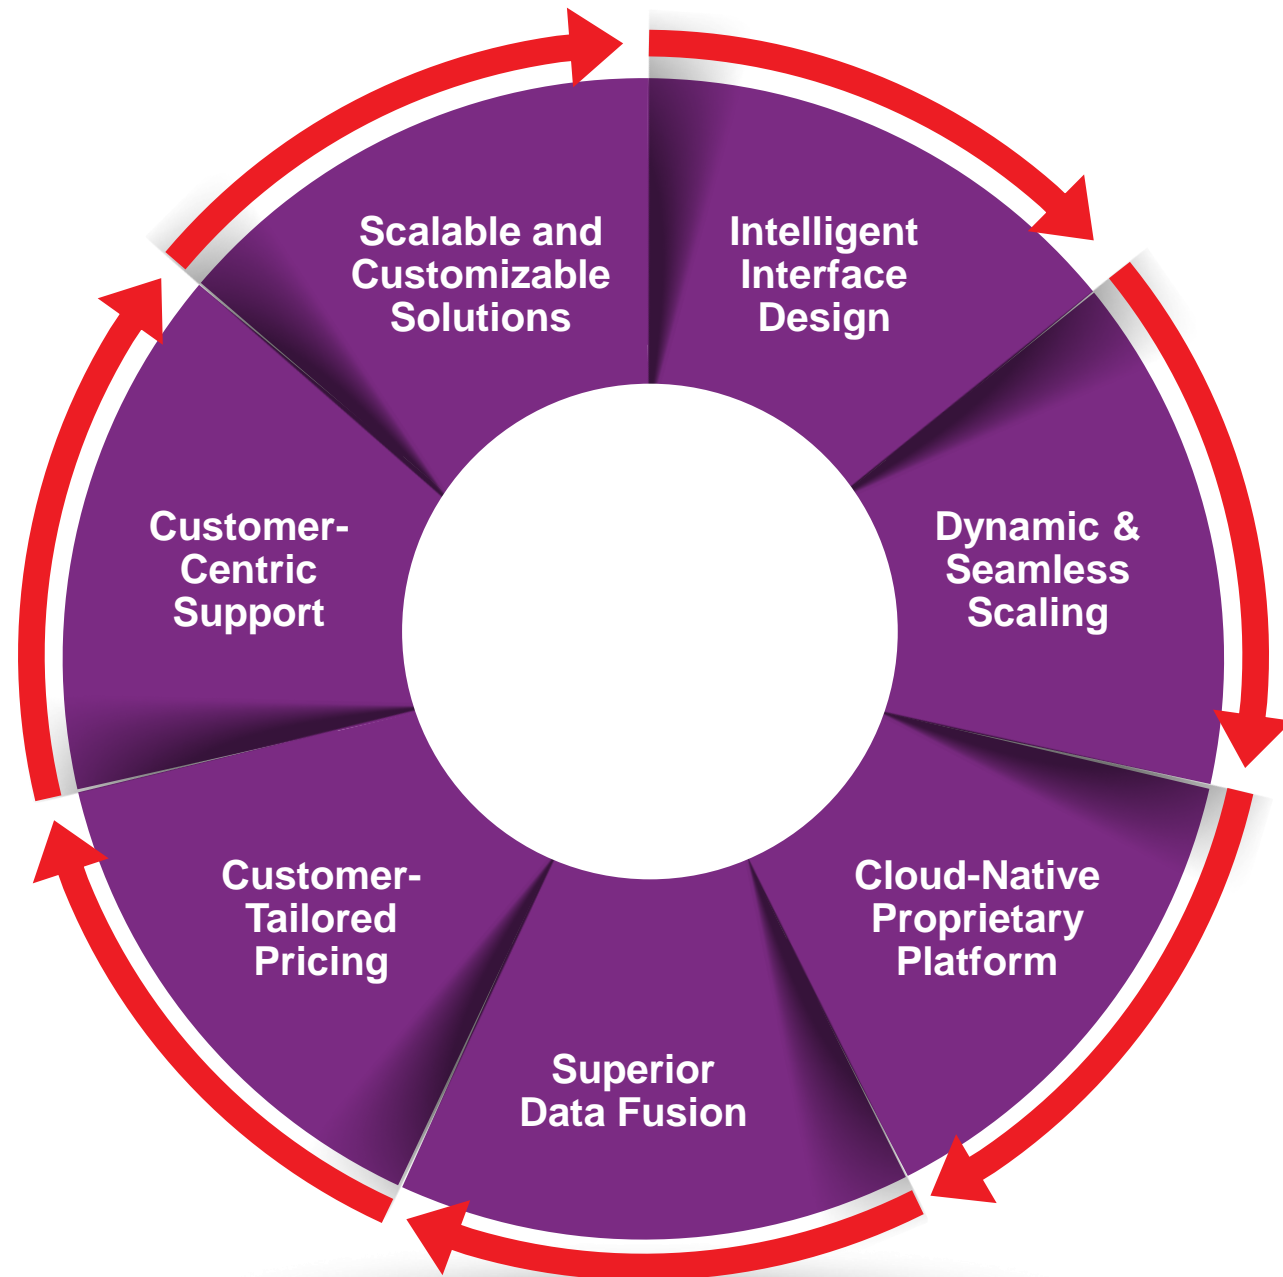 Scalable and
Customizable
Solutions
Intelligent
Interface
Design
Dynamic &
Seamless
Scaling
Cloud-Native
Proprietary
Platform
Superior
Data Fusion
Customer-
Tailored
Pricing
Customer-
Centric
Support